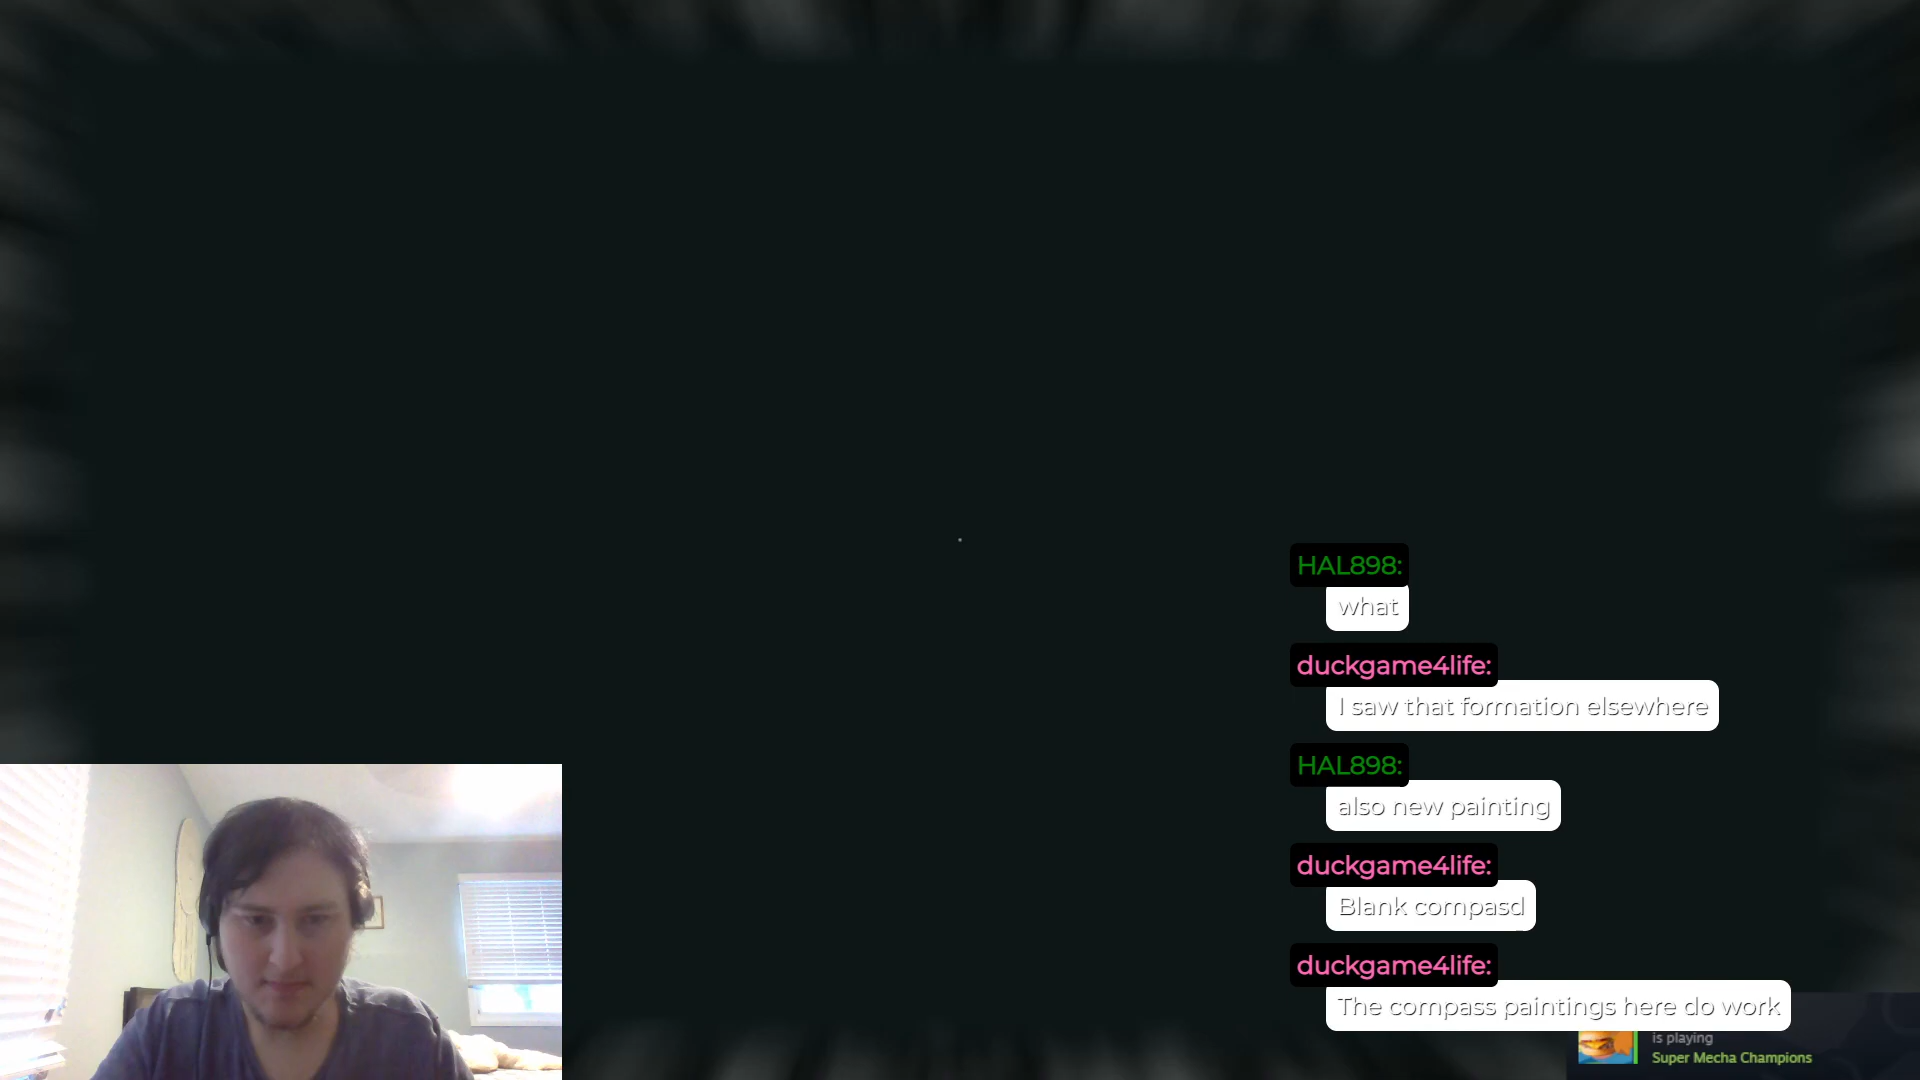 HAL898:
what
duckgame4life:
I saw that formation elsewhere
HAL898:
also new painting
duckgame4life:
Blank compasd
duckgame4life:
The compass paintings here do work
is playing
Super Mecha Champions